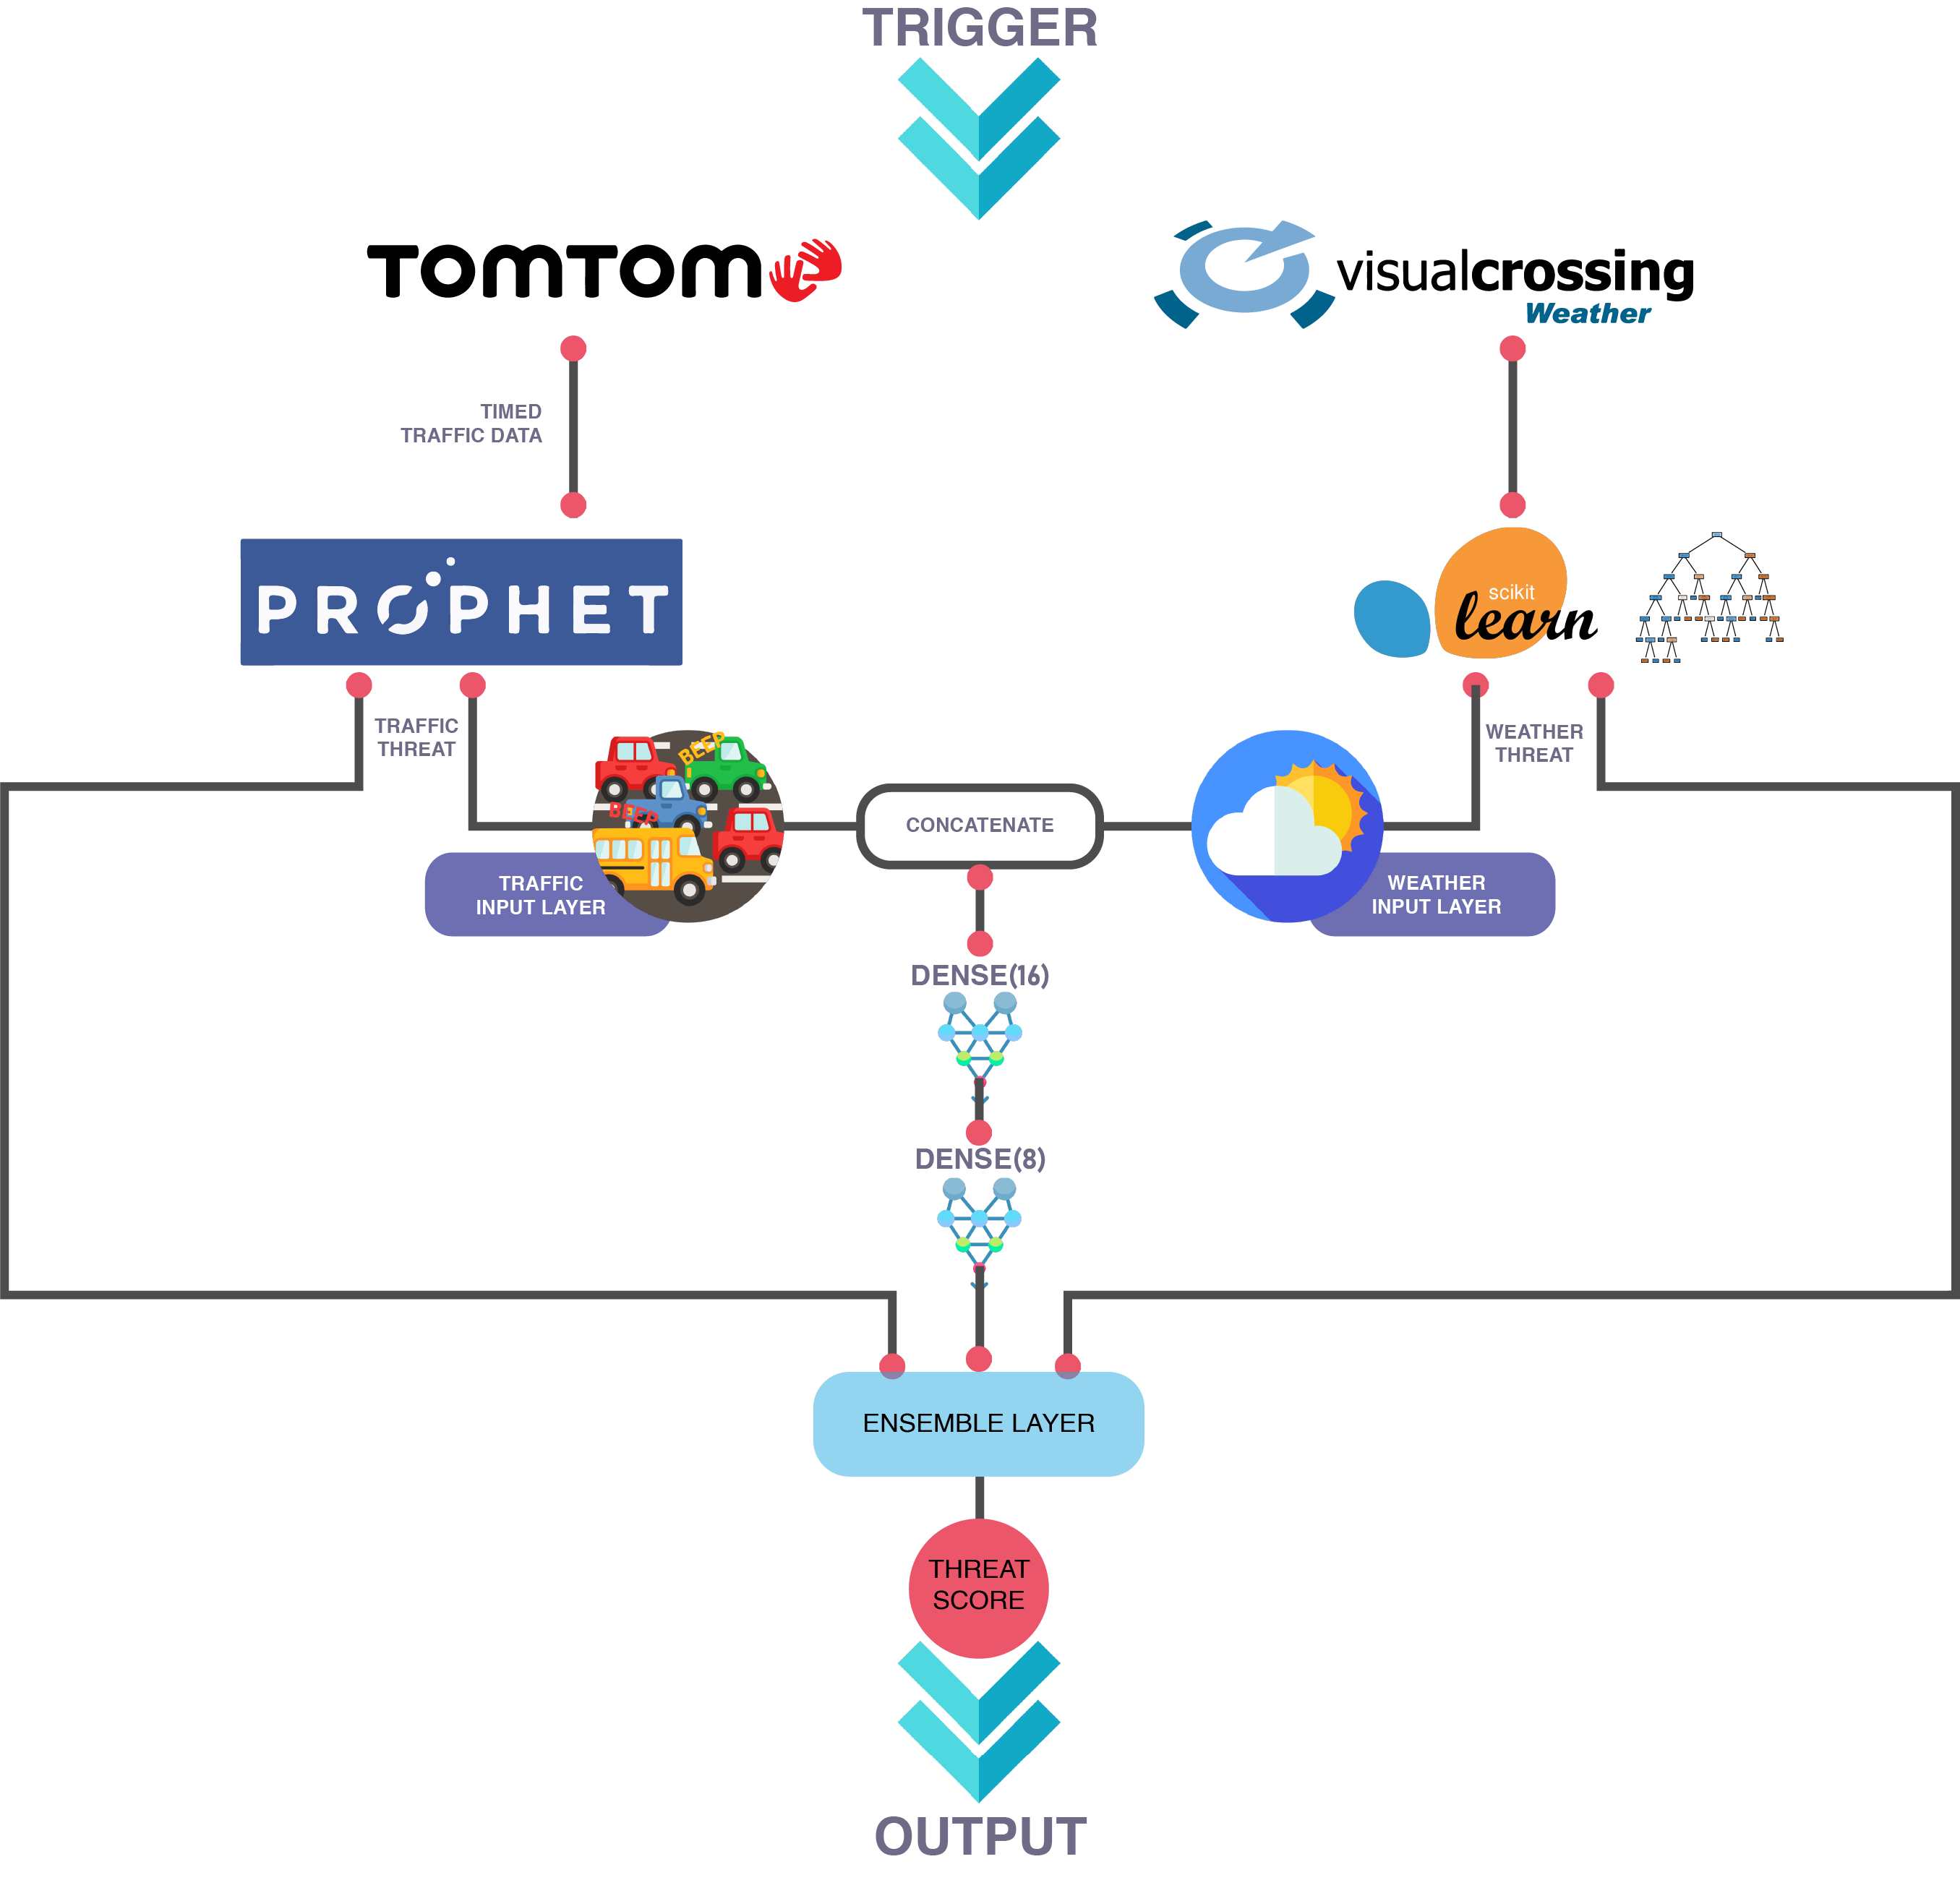 TRIGGER
TOMTOM
visualcrossing
Weather
TIMED
TRAFFIC DATA
PROPHET
scikit
learn
TRAFFIC
THREAT
WEATHER
THREAT
BEEP
BEEP
CONCATENATE
TRAFFIC
INPUT LAYER
WEATHER
INPUT LAYER
DENSE(16)
DENSE(8)
ENSEMBLE LAYER
THREAT
SCORE
OUTPUT